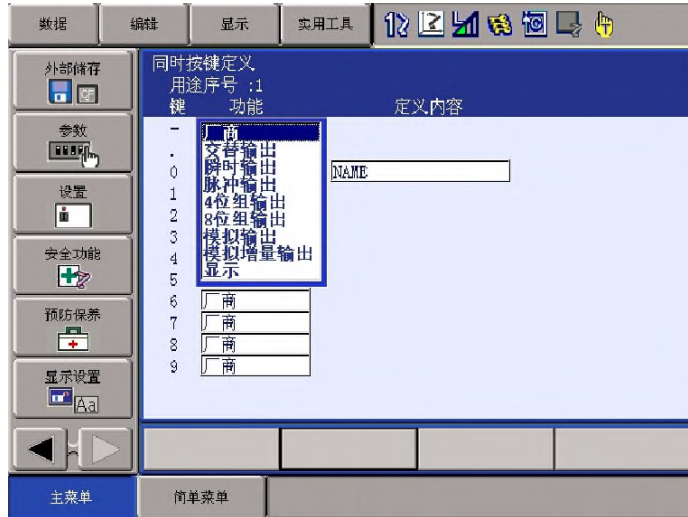 数据 编辑 显示 实用工具
外部储存
CF
参数
设置
安全功能
预防保养
显示设置
Aa
同时按键定义
用途序号 :1
键 功能 定义内容
-
.
0
1
2
3
4
5
6
7
8
9
厂商
交替输出
瞬时输出
脉冲输出
4位组输出
8位组输出
模拟输出
模拟增量输出
显示
NAME
厂商
厂商
厂商
厂商
主菜单 简单菜单